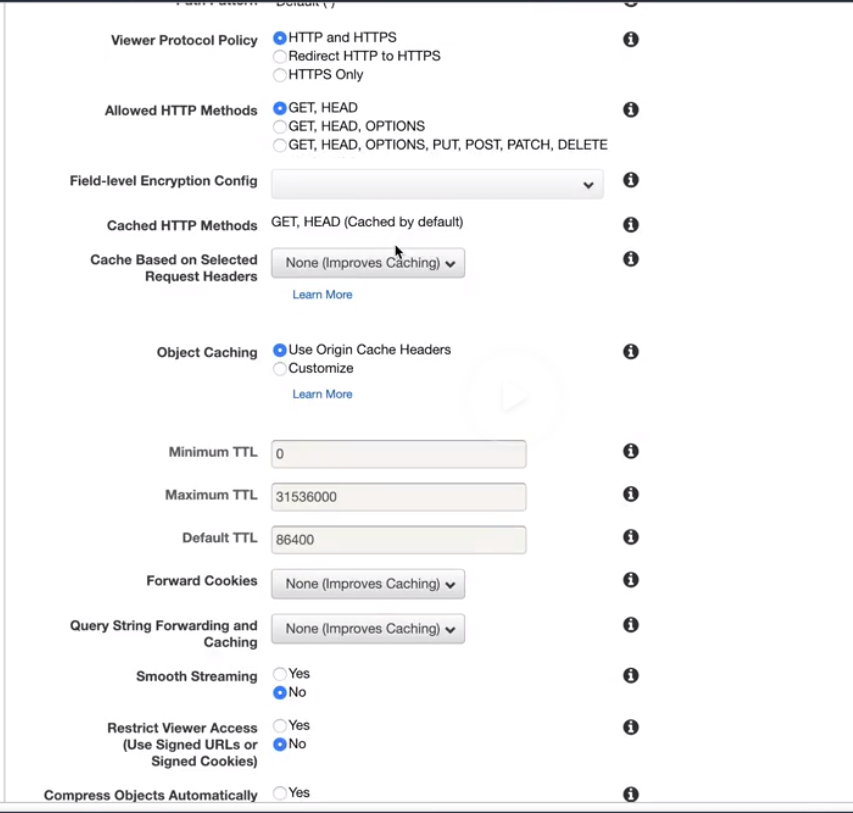 Path Pattern Default (*)
Viewer Protocol Policy HTTP and HTTPS
Redirect HTTP to HTTPS
HTTPS Only
Allowed HTTP Methods GET, HEAD
GET, HEAD, OPTIONS
GET, HEAD, OPTIONS, PUT, POST, PATCH, DELETE
Field-level Encryption Config
Cached HTTP Methods GET, HEAD (Cached by default)
Cache Based on Selected
Request Headers
None (Improves Caching)
Learn More
Object Caching Use Origin Cache Headers
Customize
Learn More
Minimum TTL 0
Maximum TTL 31536000
Default TTL 86400
Forward Cookies None (Improves Caching)
Query String Forwarding and
Caching
None (Improves Caching)
Smooth Streaming Yes
No
Restrict Viewer Access
(Use Signed URLs or
Signed Cookies)
Yes
No
Compress Objects Automatically Yes